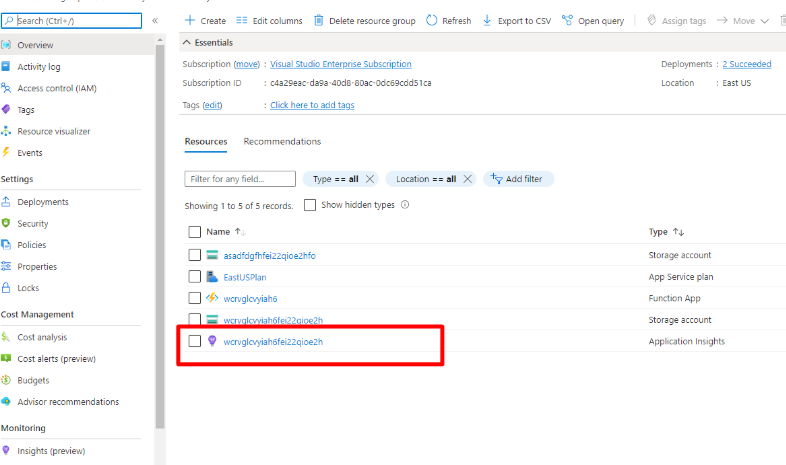 Search (Ctrl+/)
«
Create
Edit columns
Delete resource group
Refresh
Export to CSV
Open query
Assign tags
Move
Overview
Activity log
Access control (IAM)
Tags
Resource visualizer
Events
Settings
Deployments
Security
Policies
Properties
Locks
Cost Management
Cost analysis
Cost alerts (preview)
Budgets
Advisor recommendations
Monitoring
Insights (preview)
Essentials
Subscription (move) : Visual Studio Enterprise Subscription
Deployments : 2 Succeeded
Subscription ID : c4a29eac-da9a-40d8-80ac-0dc69cdd51ca
Location : East US
Tags (edit) : Click here to add tags
Resources Recommendations
Filter for any field...
Type == all
Location == all
Add filter
Showing 1 to 5 of 5 records.
Show hidden types
Name Type
asadfdgfhfei22qioe2hfo Storage account
EastUSPlan App Service plan
wcrvglcvyiah6 Function App
wcrvglcvyiah6fei22qioe2h Storage account
wcrvglcvyiah6fei22qioe2h Application Insights